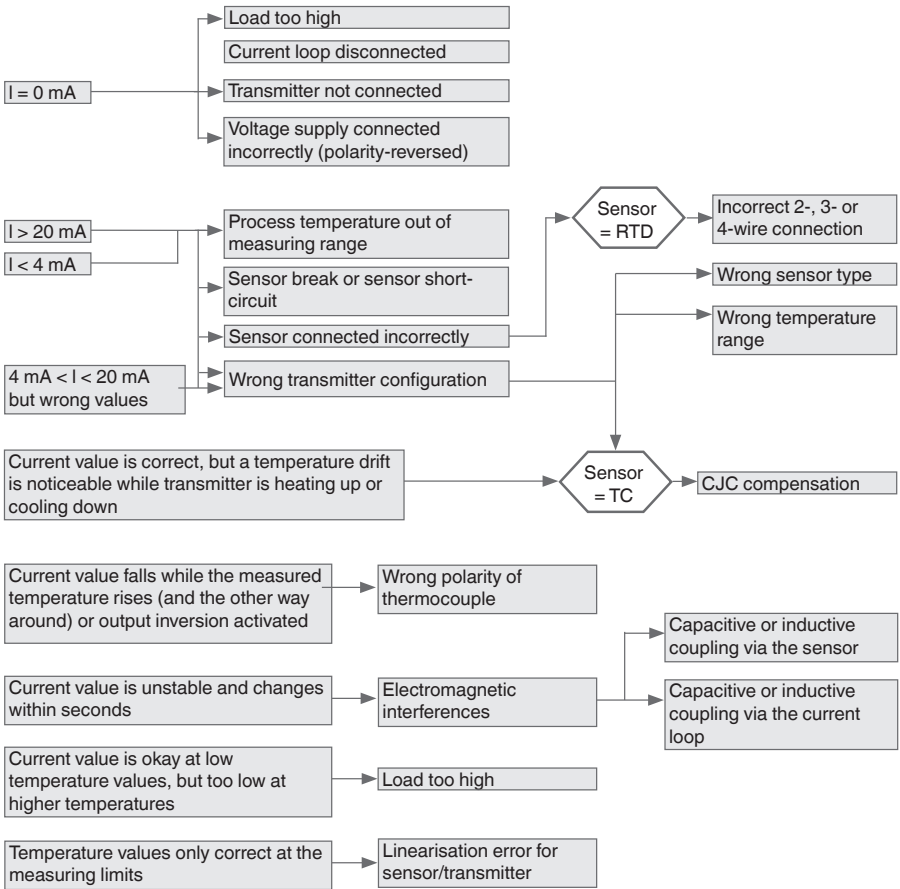 Load too high
Current loop disconnected
I = 0 mA
Transmitter not connected
Voltage supply connected
incorrectly (polarity-reversed)
I > 20 mA
I < 4 mA
Process temperature out of
measuring range
Sensor break or sensor short-
circuit
Sensor connected incorrectly
4 mA < I < 20 mA
but wrong values
Wrong transmitter configuration
Sensor
= RTD
Incorrect 2-, 3- or
4-wire connection
Wrong sensor type
Wrong temperature
range
Current value is correct, but a temperature drift
is noticeable while transmitter is heating up or
cooling down
Sensor
= TC
CJC compensation
Current value falls while the measured
temperature rises (and the other way
around) or output inversion activated
Wrong polarity of
thermocouple
Current value is unstable and changes
within seconds
Electromagnetic
interferences
Capacitive or inductive
coupling via the sensor
Capacitive or inductive
coupling via the current
loop
Current value is okay at low
temperature values, but too low at
higher temperatures
Load too high
Temperature values only correct at the
measuring limits
Linearisation error for
sensor/transmitter